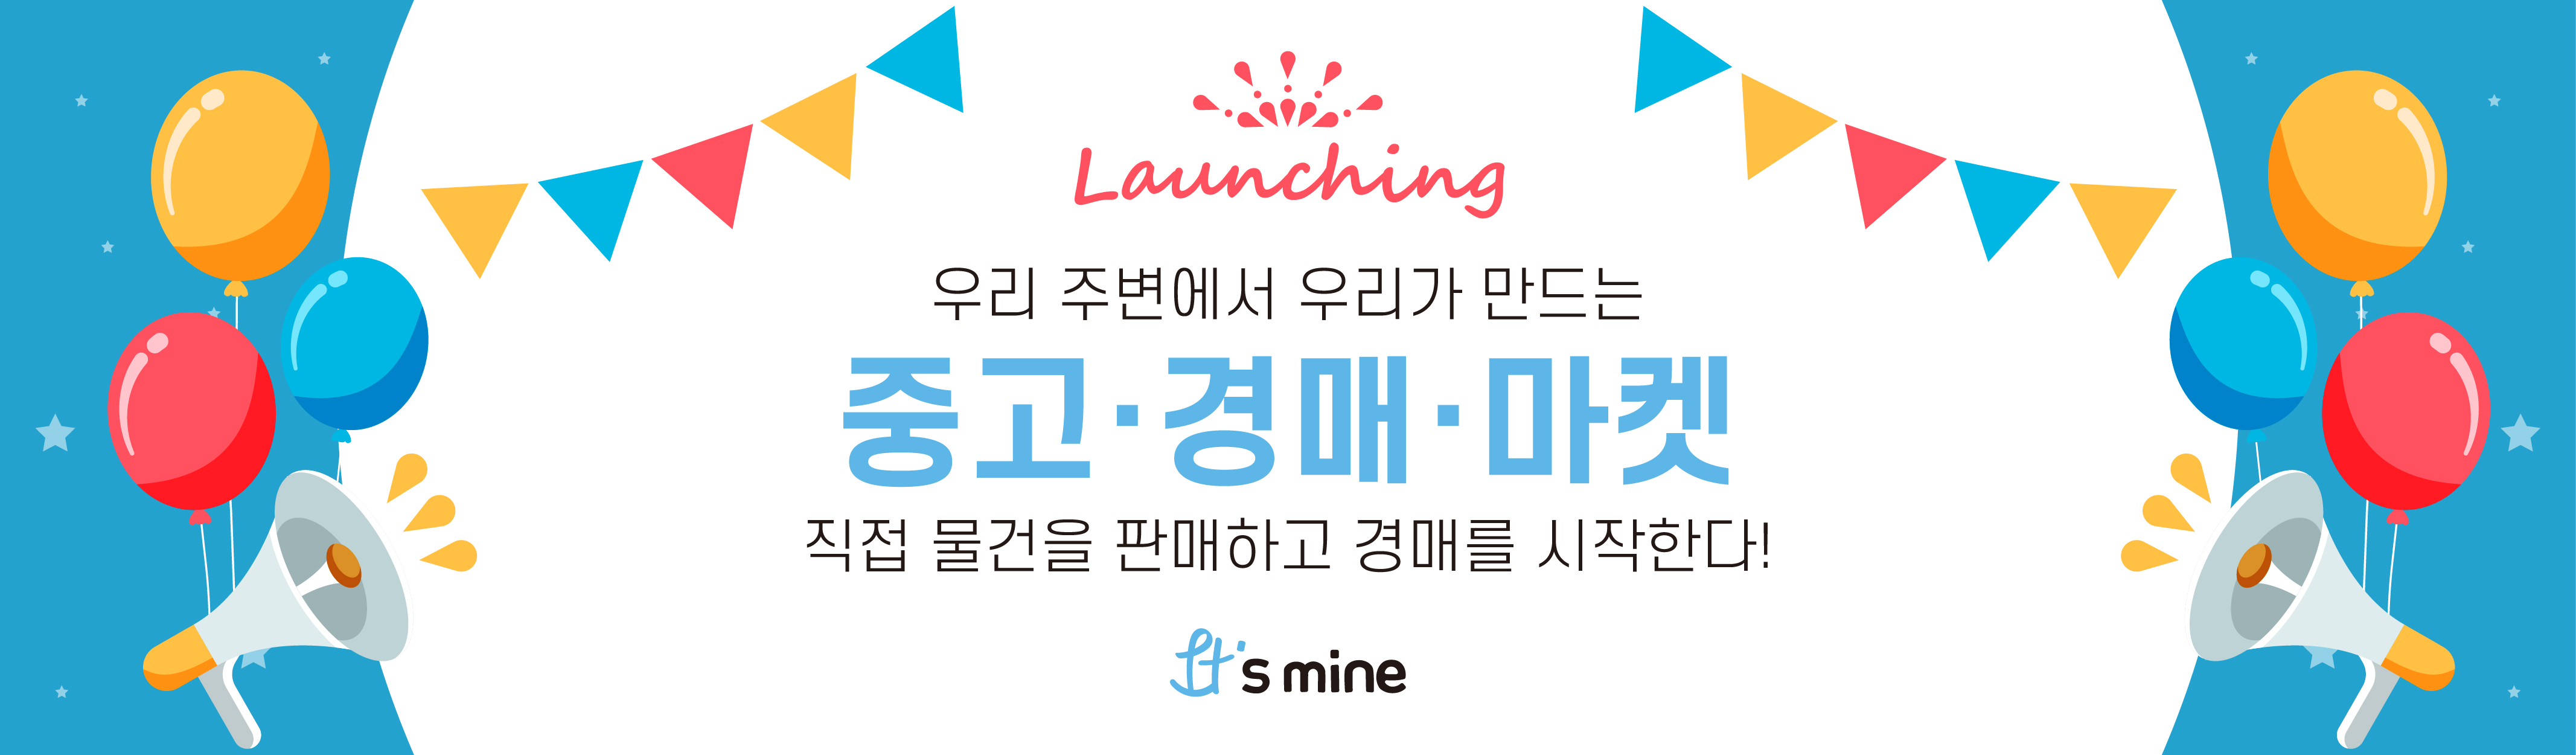 Launching
우리 주변에서 우리가 만드는
중고·경매·마켓
직접 물건을 판매하고 경매를 시작한다!
It's mine